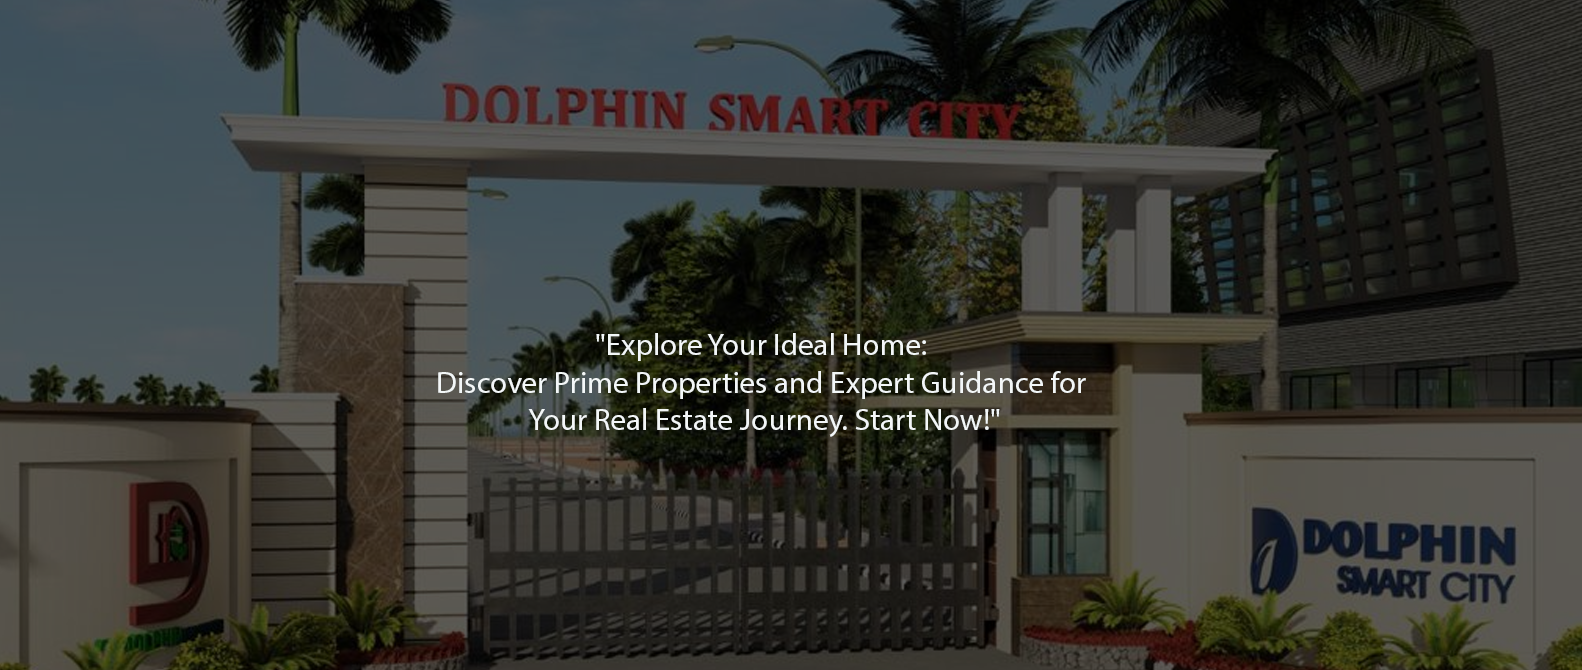 DOLPHIN SMART CITY
"Explore Your Ideal Home:
Discover Prime Properties and Expert Guidance for
Your Real Estate Journey. Start Now!"
DOLPHIN
SMART CITY